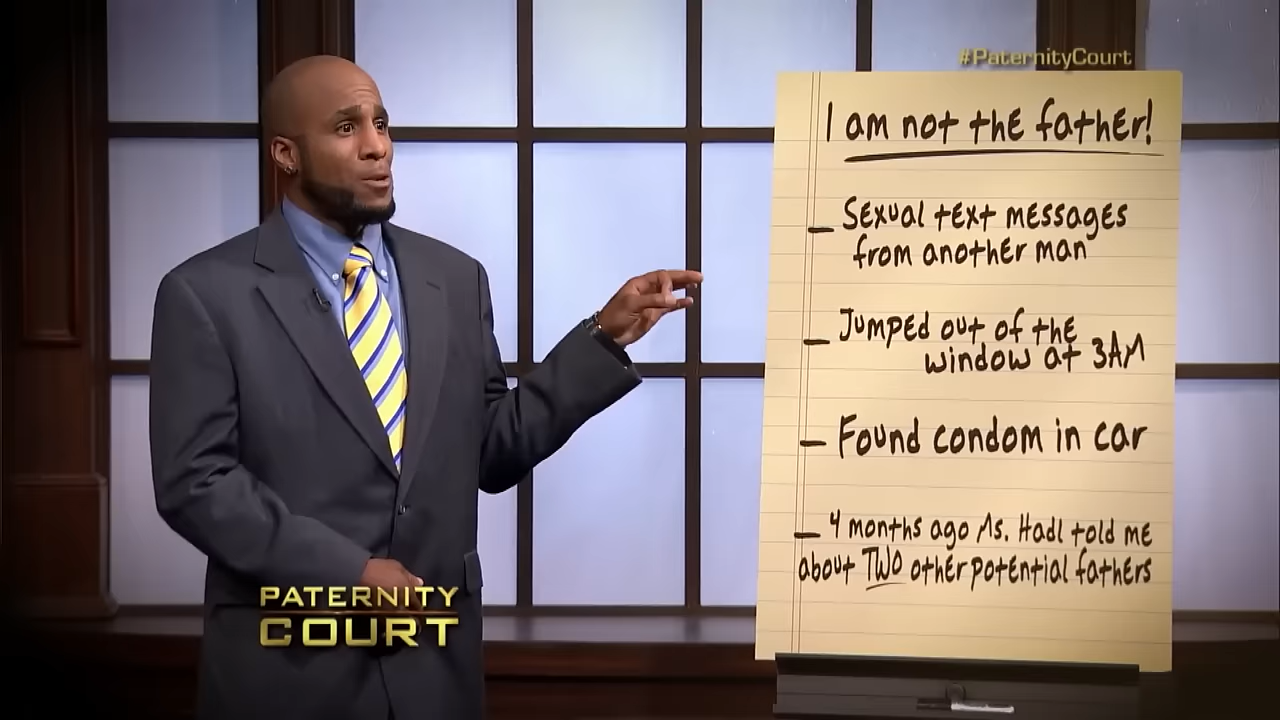 #PaternityCourt
I am not the father!
- Sexual text messages
from another man
- Jumped out of the
window at 3AM
- Found condom in car
- 4 months ago Ms. Hadl told me
about TWO other potential fathers
PATERNITY
COURT